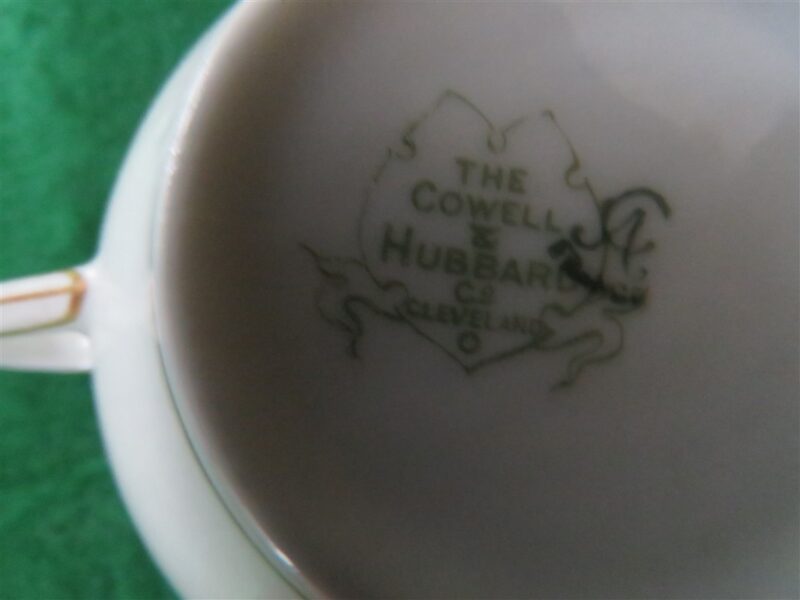 THE
COWELL
&
HUBBARD
CO
CLEVELAND
O